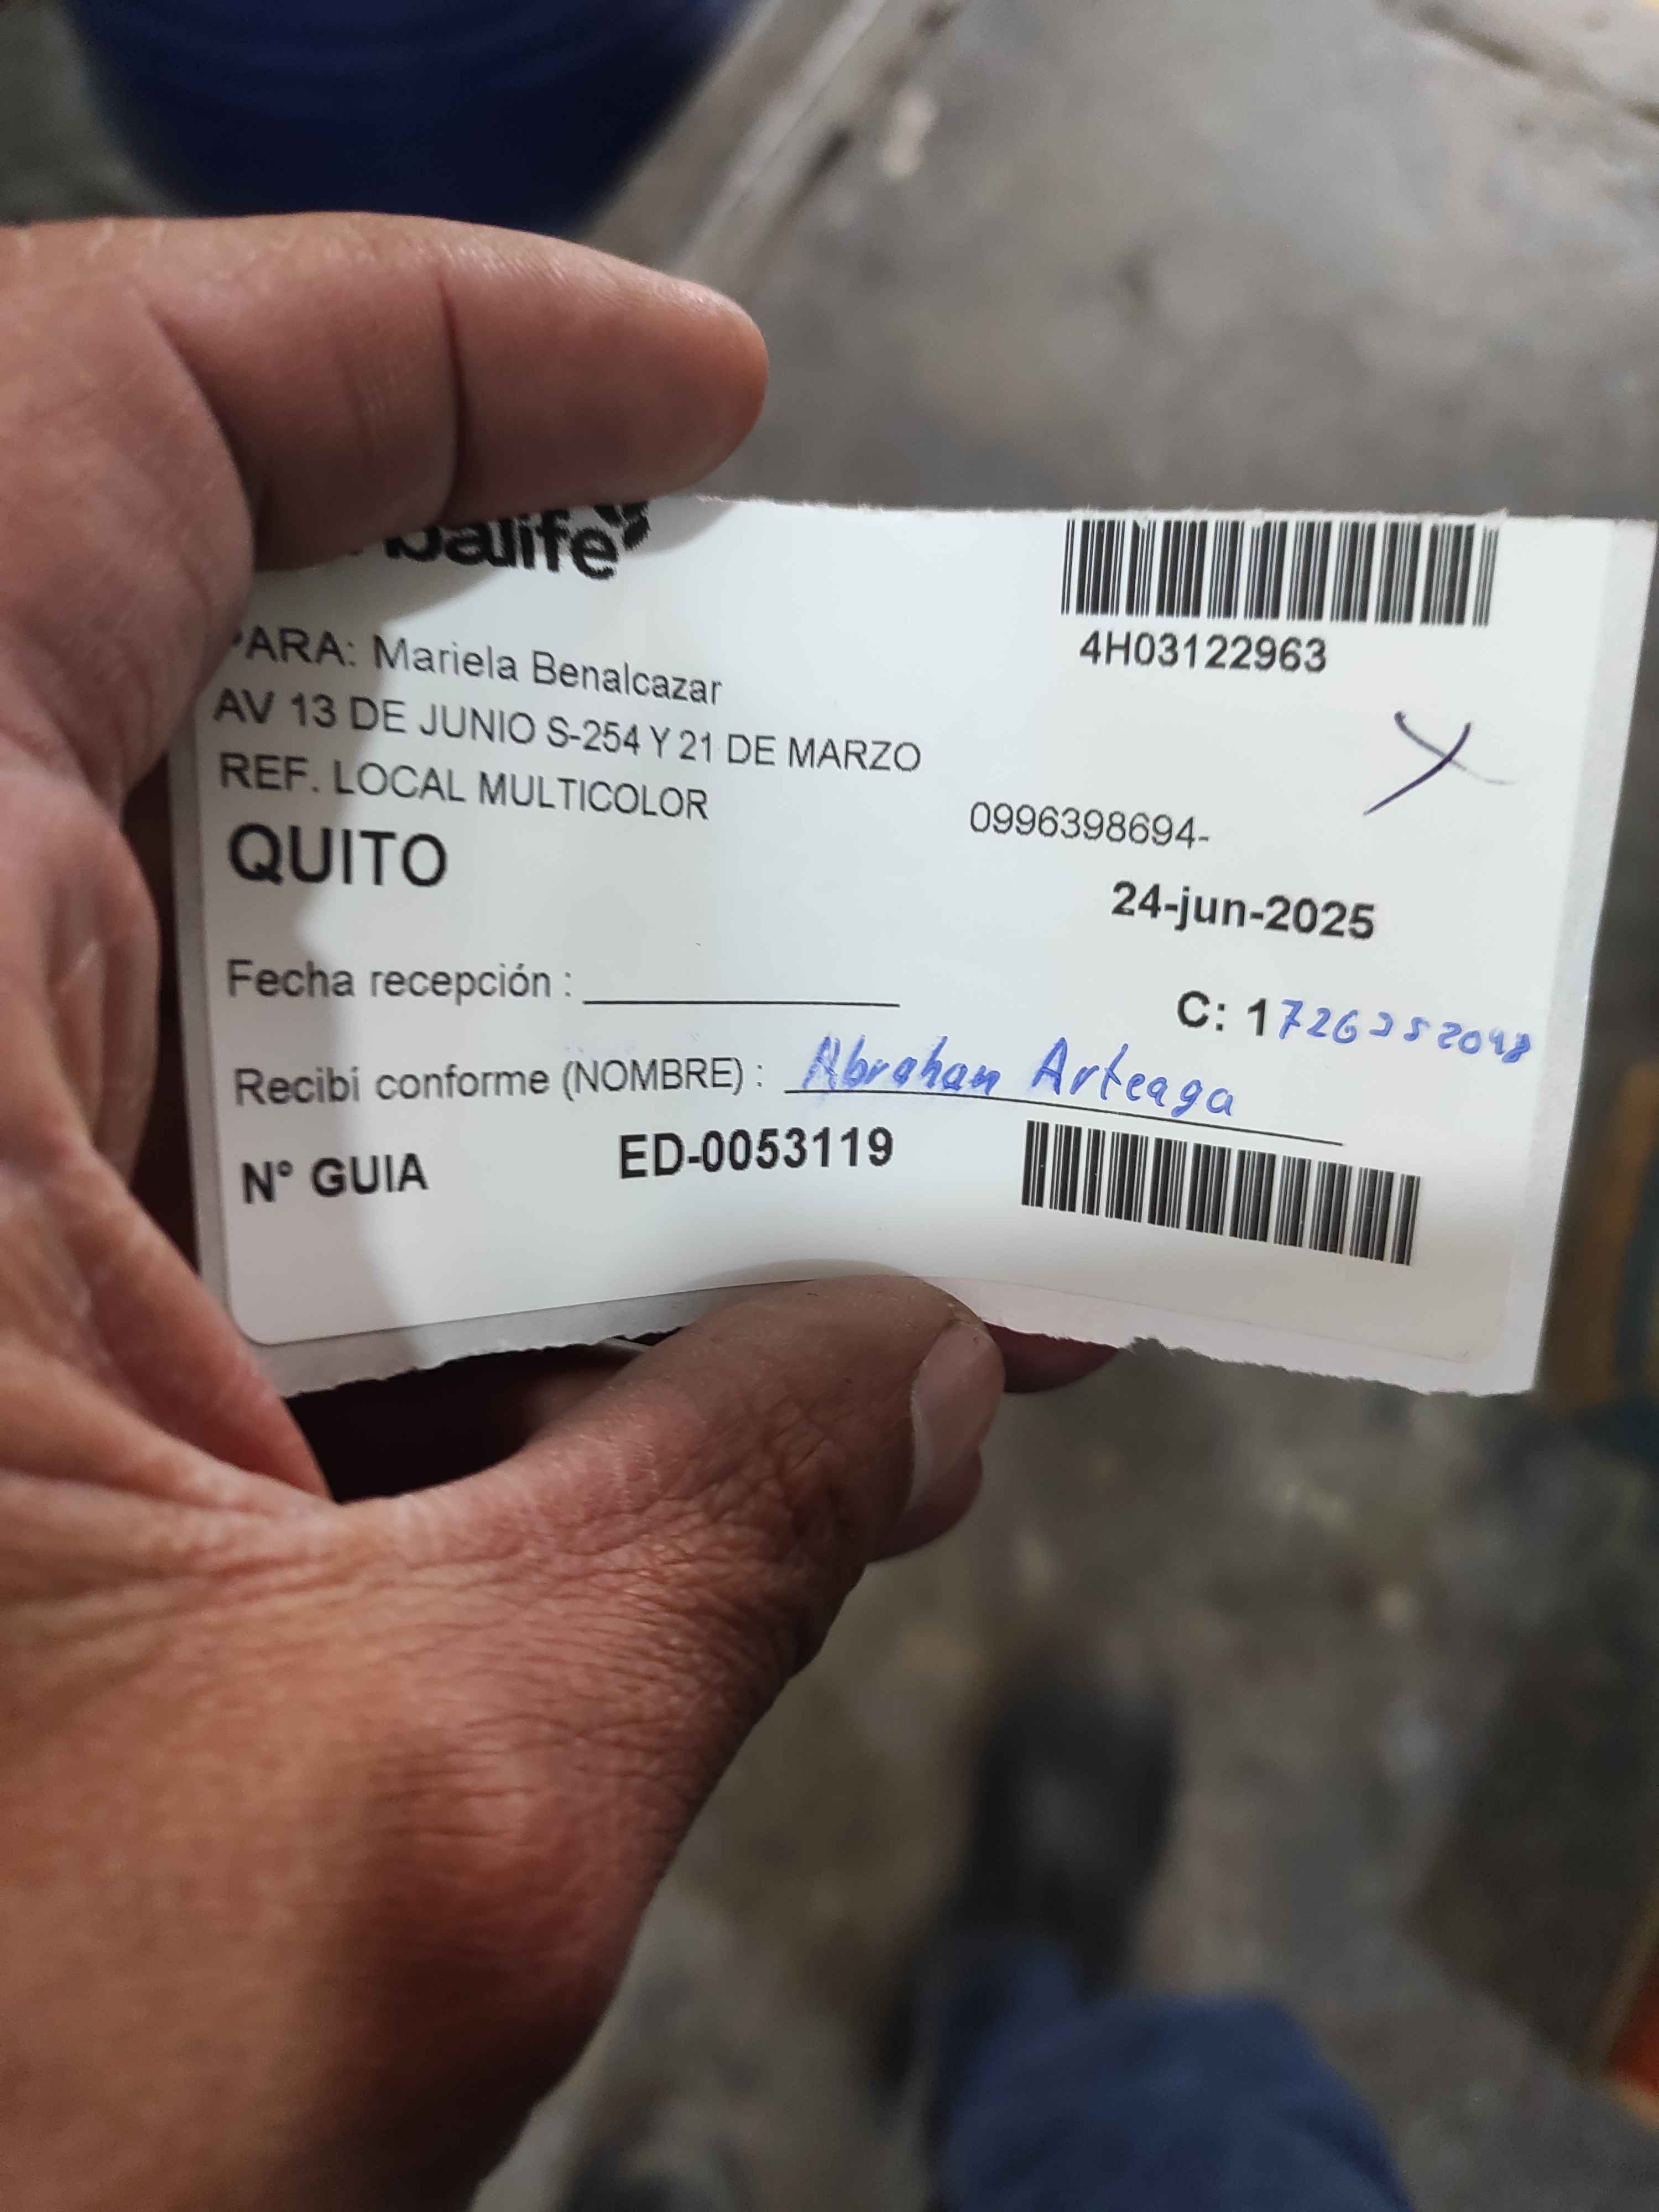 balife
PARA: Mariela Benalcazar
4H03122963
AV 13 DE JUNIO S-254 Y 21 DE MARZO
REF. LOCAL MULTICOLOR
0996398694-
QUITO
24-jun-2025
Fecha recepción :
C: 1726252048
Recibí conforme (NOMBRE) : Abrahan Arteaga
N° GUIA ED-0053119